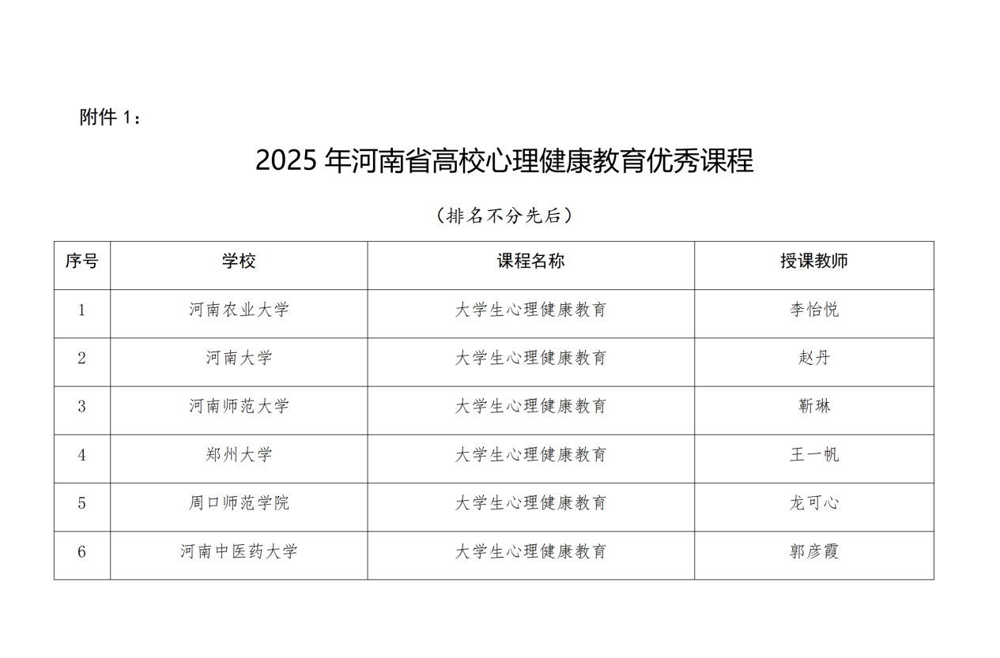 附件 1：
2025 年河南省高校心理健康教育优秀课程
（排名不分先后）
序号 学校 课程名称 授课教师
1 河南农业大学 大学生心理健康教育 李怡悦
2 河南大学 大学生心理健康教育 赵丹
3 河南师范大学 大学生心理健康教育 靳琳
4 郑州大学 大学生心理健康教育 王一帆
5 周口师范学院 大学生心理健康教育 龙可心
6 河南中医药大学 大学生心理健康教育 郭彦霞